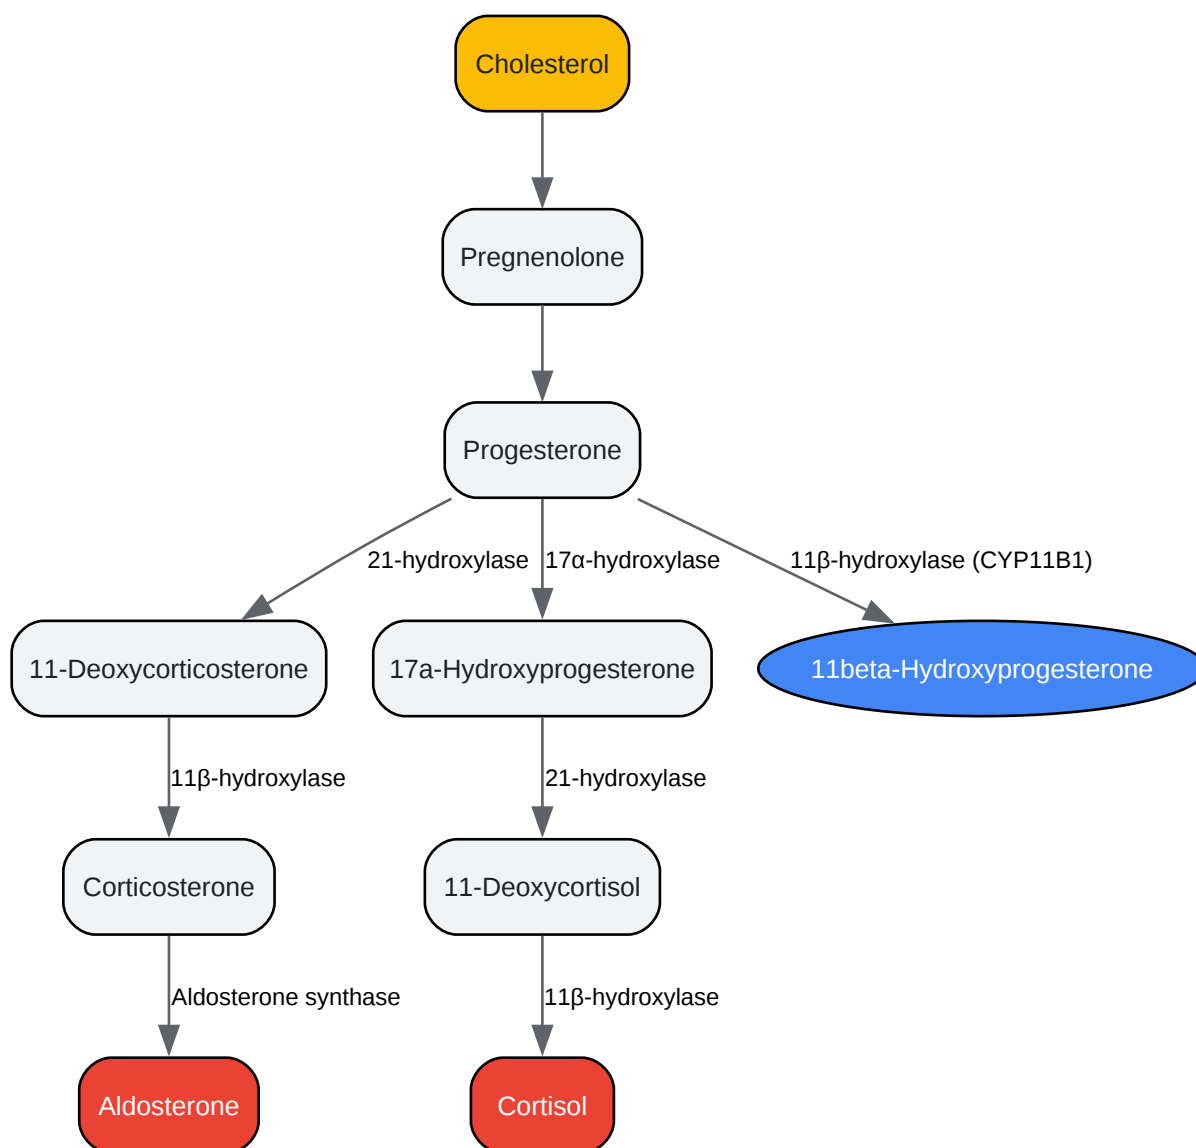 Cholesterol
Pregnenolone
Progesterone
21-hydroxylase
17α-hydroxylase
11β-hydroxylase (CYP11B1)
11-Deoxycorticosterone
17a-Hydroxyprogesterone
11beta-Hydroxyprogesterone
11β-hydroxylase
21-hydroxylase
Corticosterone
11-Deoxycortisol
Aldosterone synthase
11β-hydroxylase
Aldosterone
Cortisol